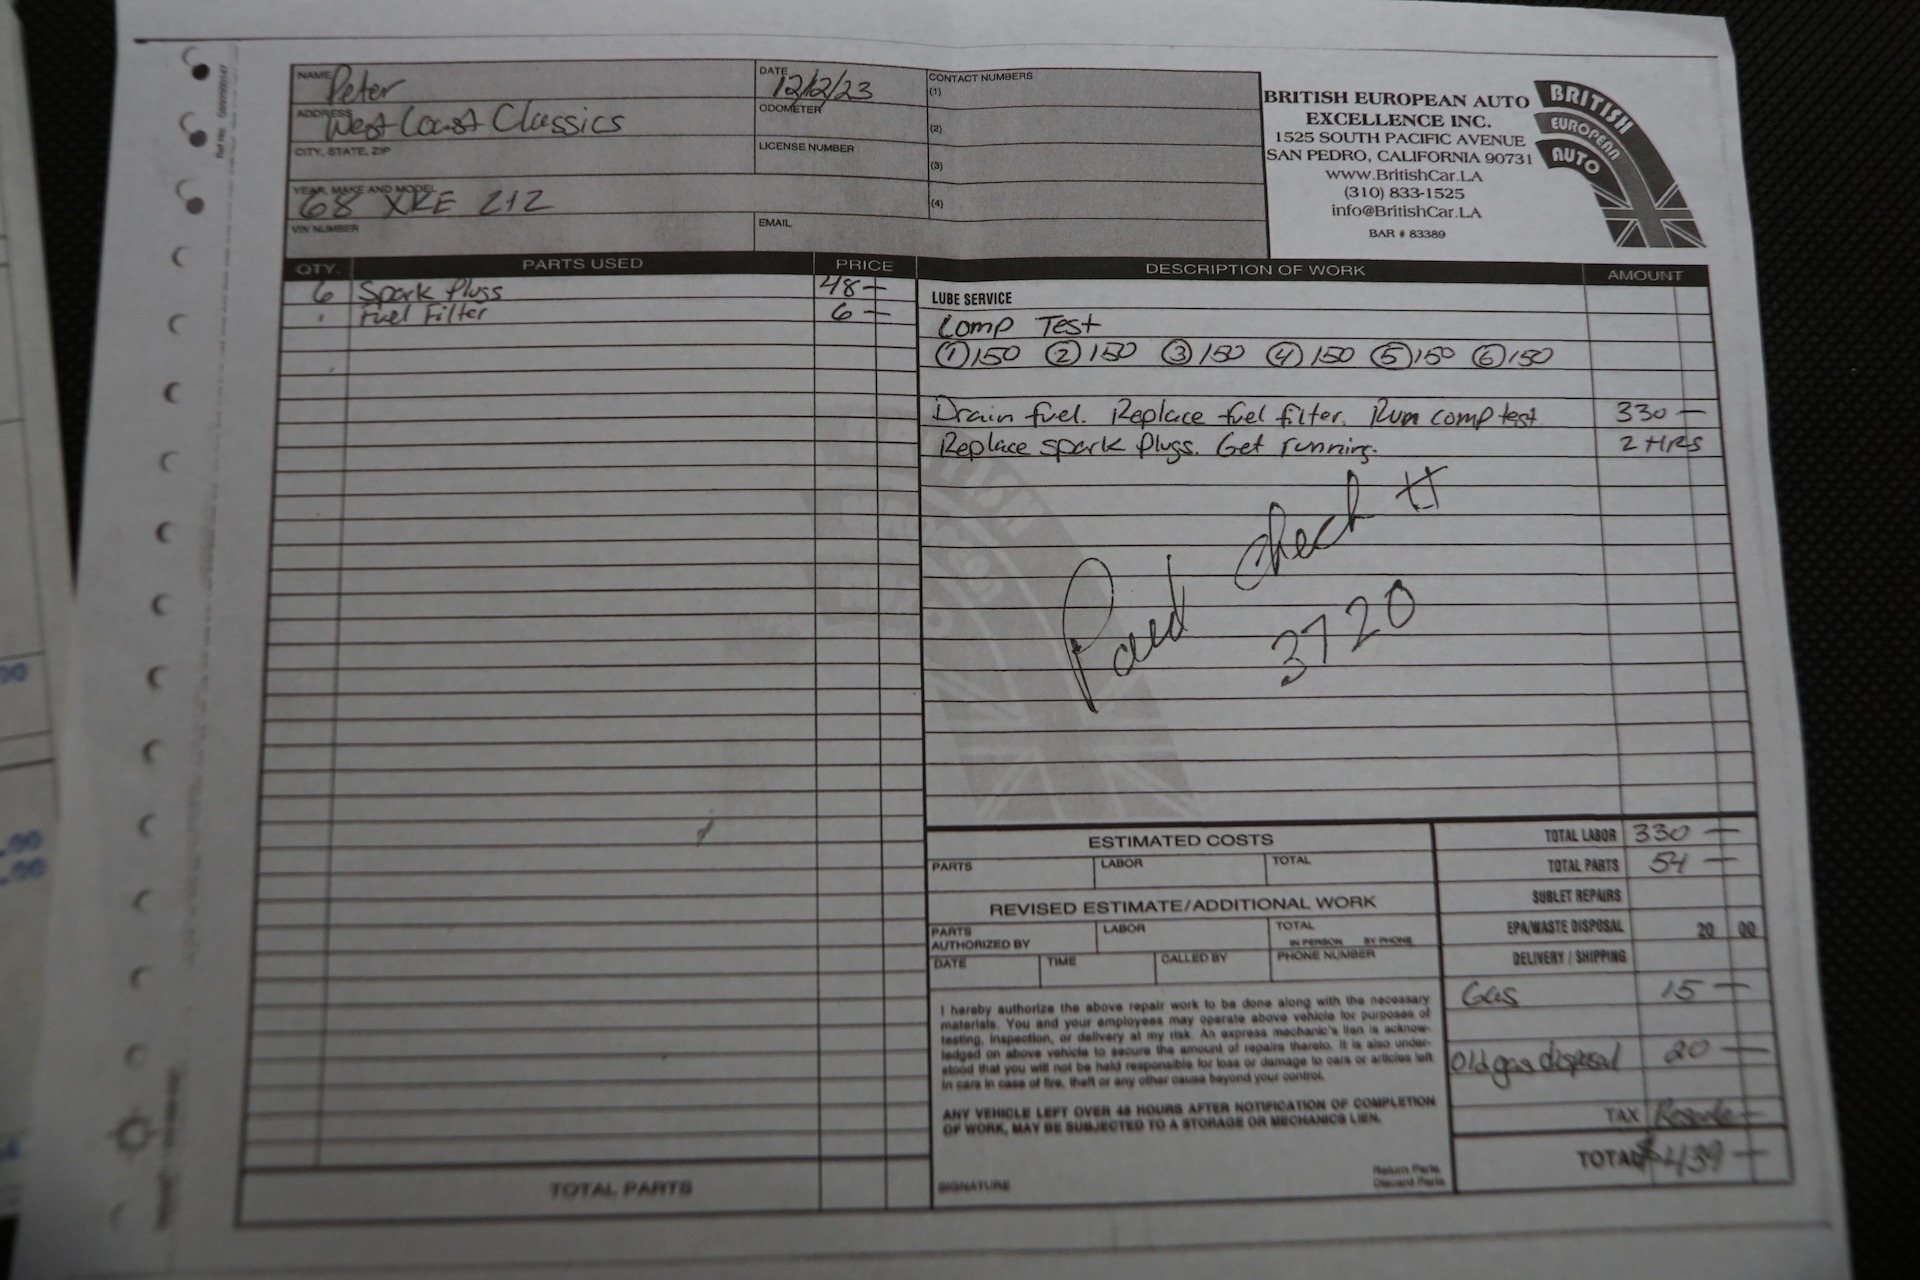 NAME Peter
DATE 12/2/23
CONTACT NUMBERS
(1)
ADDRESS West Coast Classics
ODOMETER
(2)
CITY, STATE, ZIP
LICENSE NUMBER
(3)
YEAR, MAKE AND MODEL 68 XKE 2+2
(4)
VIN NUMBER
EMAIL
BRITISH EUROPEAN AUTO
EXCELLENCE INC.
1525 SOUTH PACIFIC AVENUE
SAN PEDRO, CALIFORNIA 90731
www.BritishCar.LA
(310) 833-1525
info@BritishCar.LA
BAR # 83389
BRITISH
EUROPEAN
AUTO
QTY. PARTS USED PRICE
6 Spark Plugs 48 —
Fuel Filter 6 —
TOTAL PARTS
DESCRIPTION OF WORK AMOUNT
LUBE SERVICE
Comp Test
① 150 ② 150 ③ 150 ④ 150 ⑤ 150 ⑥ 150
Drain fuel. Replace fuel filter. Run comp test 330 —
Replace spark plugs. Get running. 2 HRS
Paid check #
3720
ESTIMATED COSTS
PARTS LABOR TOTAL
REVISED ESTIMATE/ADDITIONAL WORK
PARTS LABOR TOTAL
AUTHORIZED BY IN PERSON BY PHONE
DATE TIME CALLED BY PHONE NUMBER
I hereby authorize the above repair work to be done along with the necessary
materials. You and your employees may operate above vehicle for purposes of
testing, inspection, or delivery at my risk. An express mechanic's lien is acknow-
ledged on above vehicle to secure the amount of repairs thereto. It is also under-
stood that you will not be held responsible for loss or damage to cars or articles left
in cars in case of fire, theft or any other cause beyond your control.
ANY VEHICLE LEFT OVER 48 HOURS AFTER NOTIFICATION OF COMPLETION
OF WORK, MAY BE SUBJECTED TO A STORAGE OR MECHANICS LIEN.
SIGNATURE
Return Parts
Discard Parts
TOTAL LABOR 330 —
TOTAL PARTS 54 —
SUBLET REPAIRS
EPA/WASTE DISPOSAL 20 00
DELIVERY / SHIPPING
Gas 15 —
Old gas disposal 20 —
TAX Resale —
TOTAL $439 —